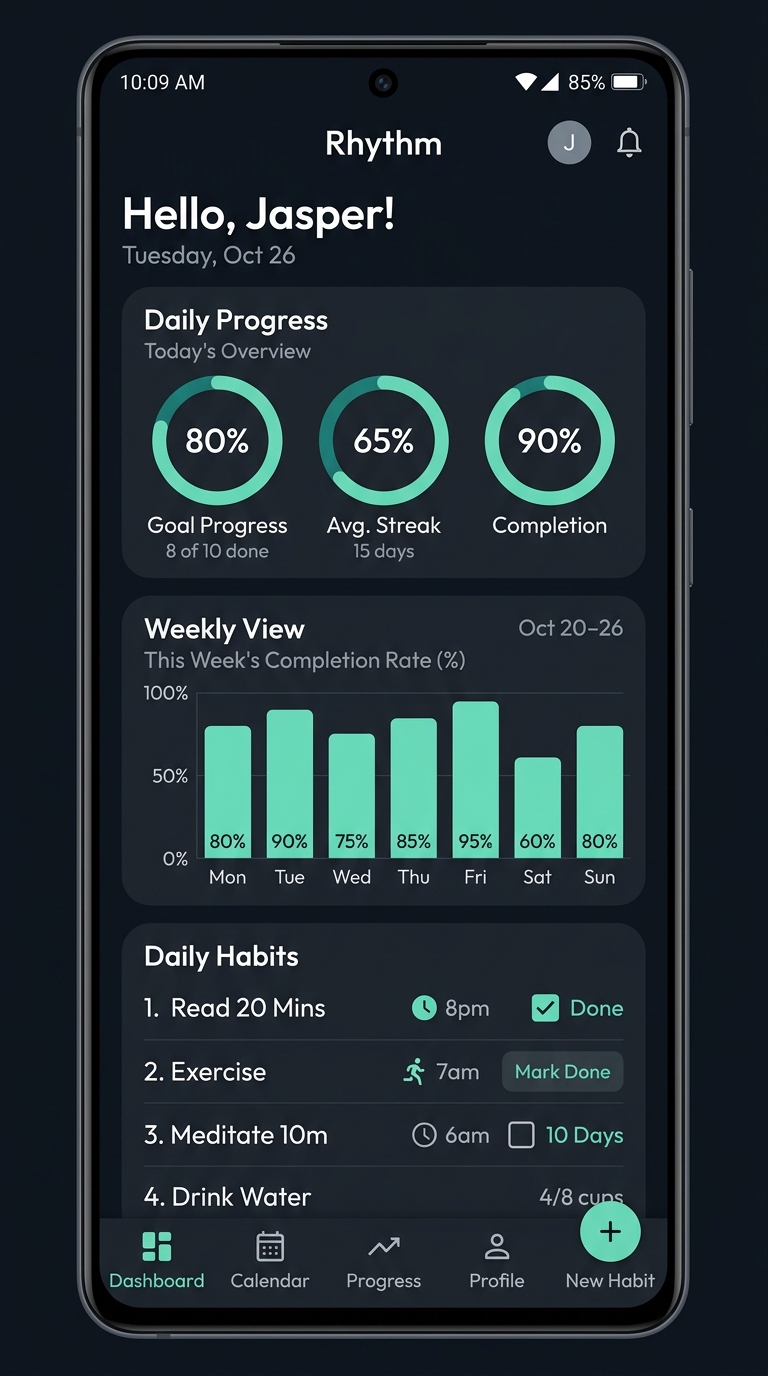 10:09 AM 85%
Rhythm J
Hello, Jasper!
Tuesday, Oct 26
Daily Progress
Today's Overview
80% 65% 90%
Goal Progress Avg. Streak Completion
8 of 10 done 15 days
Weekly View Oct 20–26
This Week's Completion Rate (%)
100%
50%
0%
80% 90% 75% 85% 95% 60% 80%
Mon Tue Wed Thu Fri Sat Sun
Daily Habits
1. Read 20 Mins 8pm Done
2. Exercise 7am Mark Done
3. Meditate 10m 6am 10 Days
4. Drink Water 4/8 cups
Dashboard Calendar Progress Profile New Habit